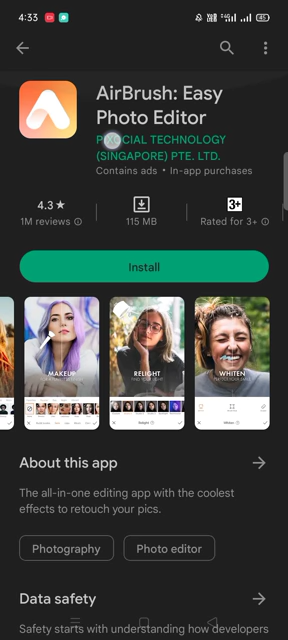 4:33
45
AirBrush: Easy
Photo Editor
PIXOCIAL TECHNOLOGY
(SINGAPORE) PTE. LTD.
Contains ads • In-app purchases
4.3★
1M reviews
115 MB
3+
Rated for 3+
Install
MAKEUP
RELIGHT
WHITEN
About this app
The all-in-one editing app with the coolest
effects to retouch your pics.
Photography
Photo editor
Data safety
Safety starts with understanding how developers